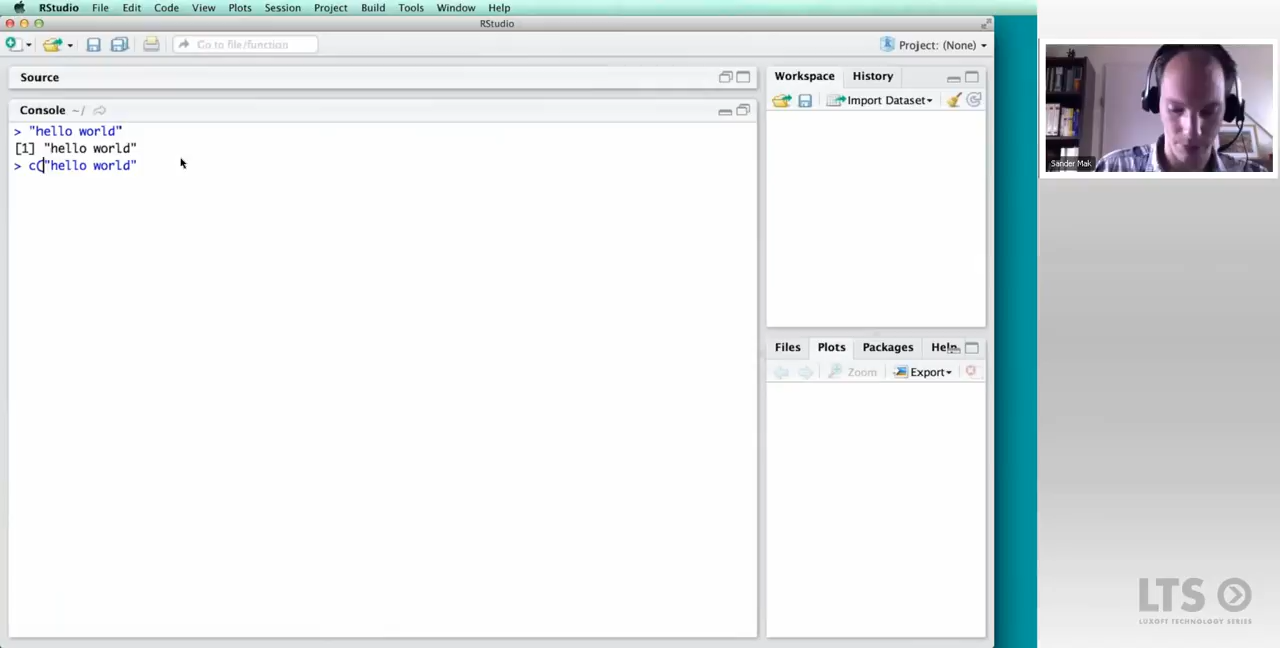 RStudio File Edit Code View Plots Session Project Build Tools Window Help
RStudio
Go to file/function
Project: (None)
Source
Workspace History
Import Dataset
Console ~/
> "hello world"
[1] "hello world"
> c("hello world"
Files Plots Packages Help
Zoom Export
Sander Mak
LTS
LUXOFT TECHNOLOGY SERIES